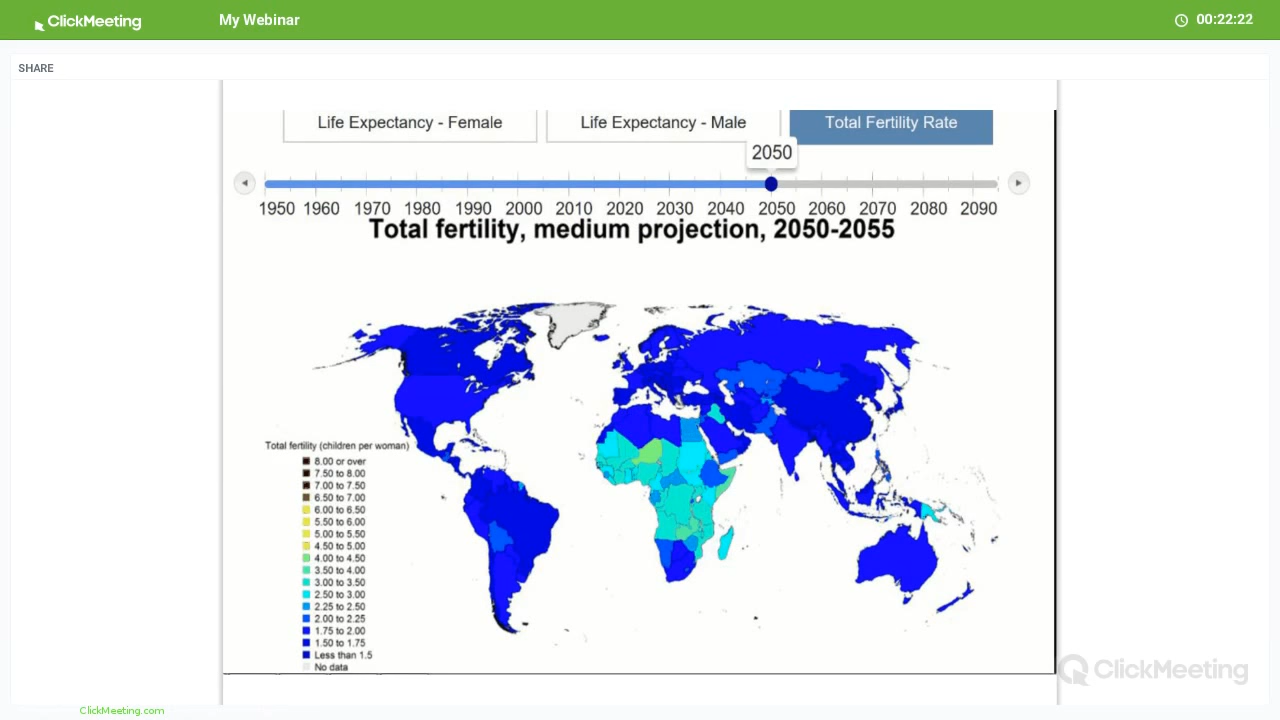 ClickMeeting My Webinar 00:22:22
SHARE
Life Expectancy - Female Life Expectancy - Male Total Fertility Rate
2050
1950 1960 1970 1980 1990 2000 2010 2020 2030 2040 2050 2060 2070 2080 2090
Total fertility, medium projection, 2050-2055
Total fertility (children per woman)
8.00 or over
7.50 to 8.00
7.00 to 7.50
6.50 to 7.00
6.00 to 6.50
5.50 to 6.00
5.00 to 5.50
4.50 to 5.00
4.00 to 4.50
3.50 to 4.00
3.00 to 3.50
2.50 to 3.00
2.25 to 2.50
2.00 to 2.25
1.75 to 2.00
1.50 to 1.75
Less than 1.5
No data
ClickMeeting
ClickMeeting.com